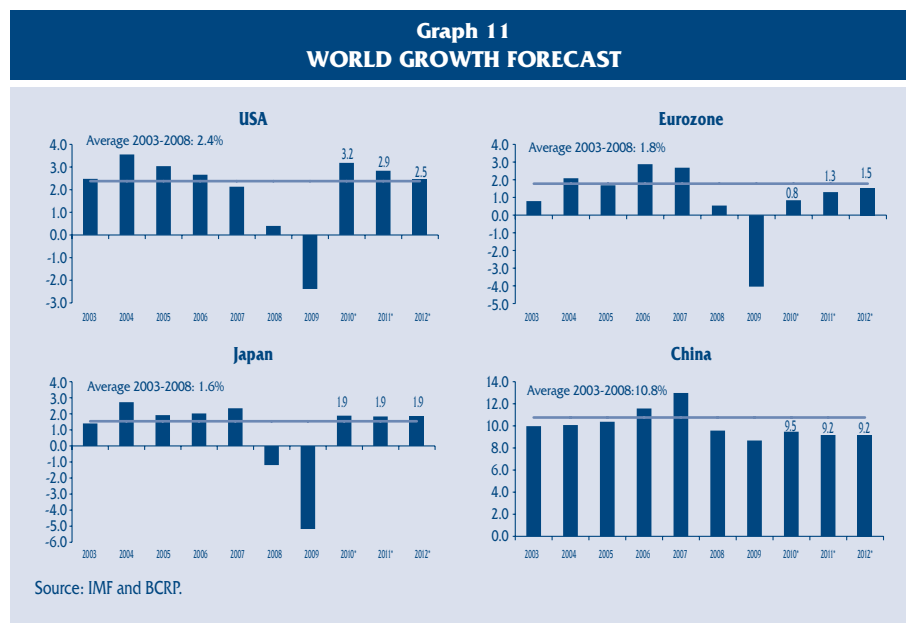 Graph 11
WORLD GROWTH FORECAST
USA
Average 2003-2008: 2.4%
4.0
3.0
2.0
1.0
0.0
-1.0
-2.0
-3.0
3.2
2.9
2.5
2003 2004 2005 2006 2007 2008 2009 2010* 2011* 2012*
Eurozone
Average 2003-2008: 1.8%
4.0
3.0
2.0
1.0
0.0
-1.0
-2.0
-3.0
-4.0
-5.0
0.8
1.3
1.5
2003 2004 2005 2006 2007 2008 2009 2010* 2011* 2012*
Japan
Average 2003-2008: 1.6%
4.0
3.0
2.0
1.0
0.0
-1.0
-2.0
-3.0
-4.0
-5.0
-6.0
1.9 1.9 1.9
2003 2004 2005 2006 2007 2008 2009 2010* 2011* 2012*
China
Average 2003-2008:10.8%
14.0
12.0
10.0
8.0
6.0
4.0
2.0
0.0
9.5 9.2 9.2
2003 2004 2005 2006 2007 2008 2009 2010* 2011* 2012*
Source: IMF and BCRP.